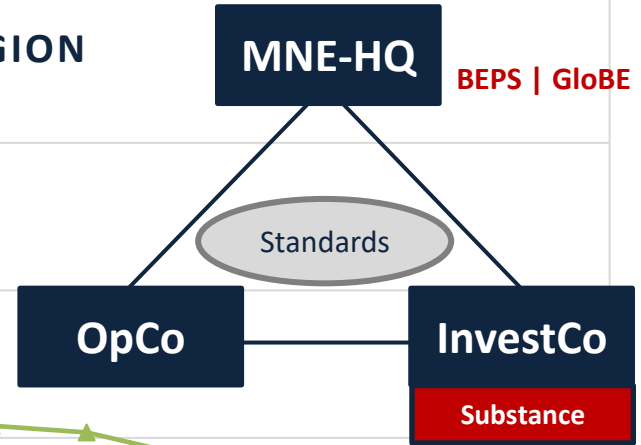 GION
MNE-HQ
BEPS | GloBE
Standards
OpCo
InvestCo
Substance